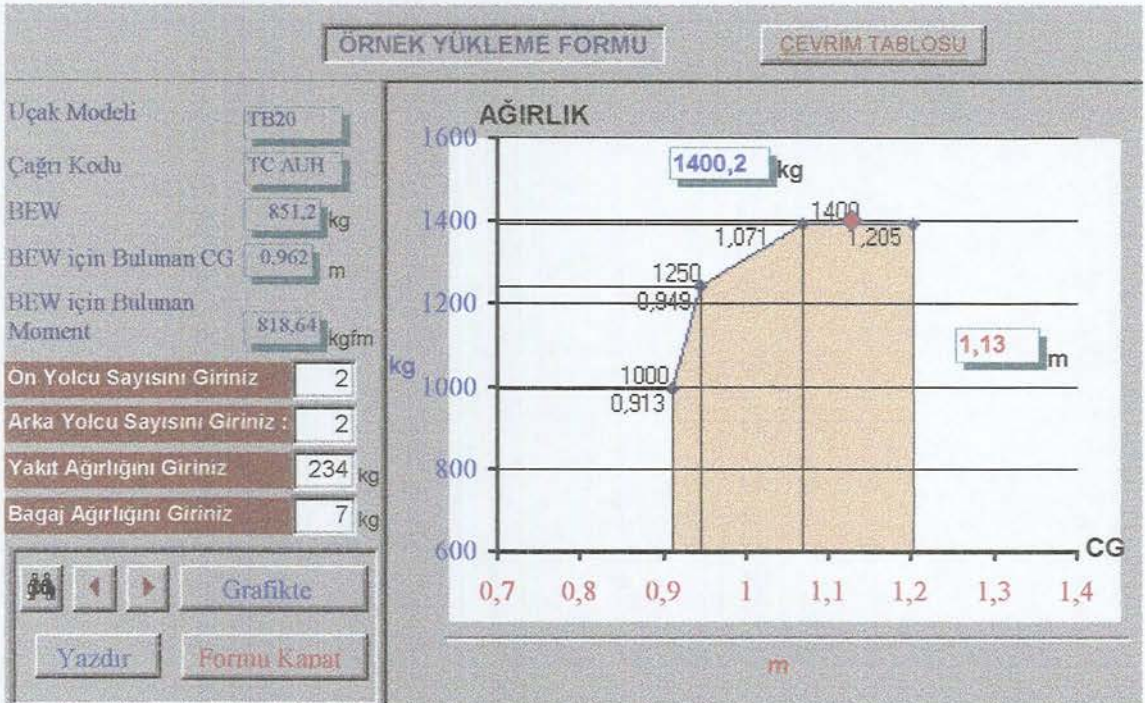 ÖRNEK YÜKLEME FORMU
ÇEVRİM TABLOSU
Uçak Modeli TB20
Çağrı Kodu TC AUH
BEW 851,2 kg
BEW için Bulunan CG 0,962 m
BEW için Bulunan
Moment 818,64 kgfm
Ön Yolcu Sayısını Giriniz 2
Arka Yolcu Sayısını Giriniz : 2
Yakıt Ağırlığını Giriniz 234 kg
Bagaj Ağırlığını Giriniz 7 kg
Grafikte
Yazdır
Formu Kapat
AĞIRLIK
1600
1400,2 kg
1400
1400
1,071
1,205
1250
1200
0,949
1,13 m
kg
1000
1000
0,913
800
600
CG
0,7 0,8 0,9 1 1,1 1,2 1,3 1,4
m